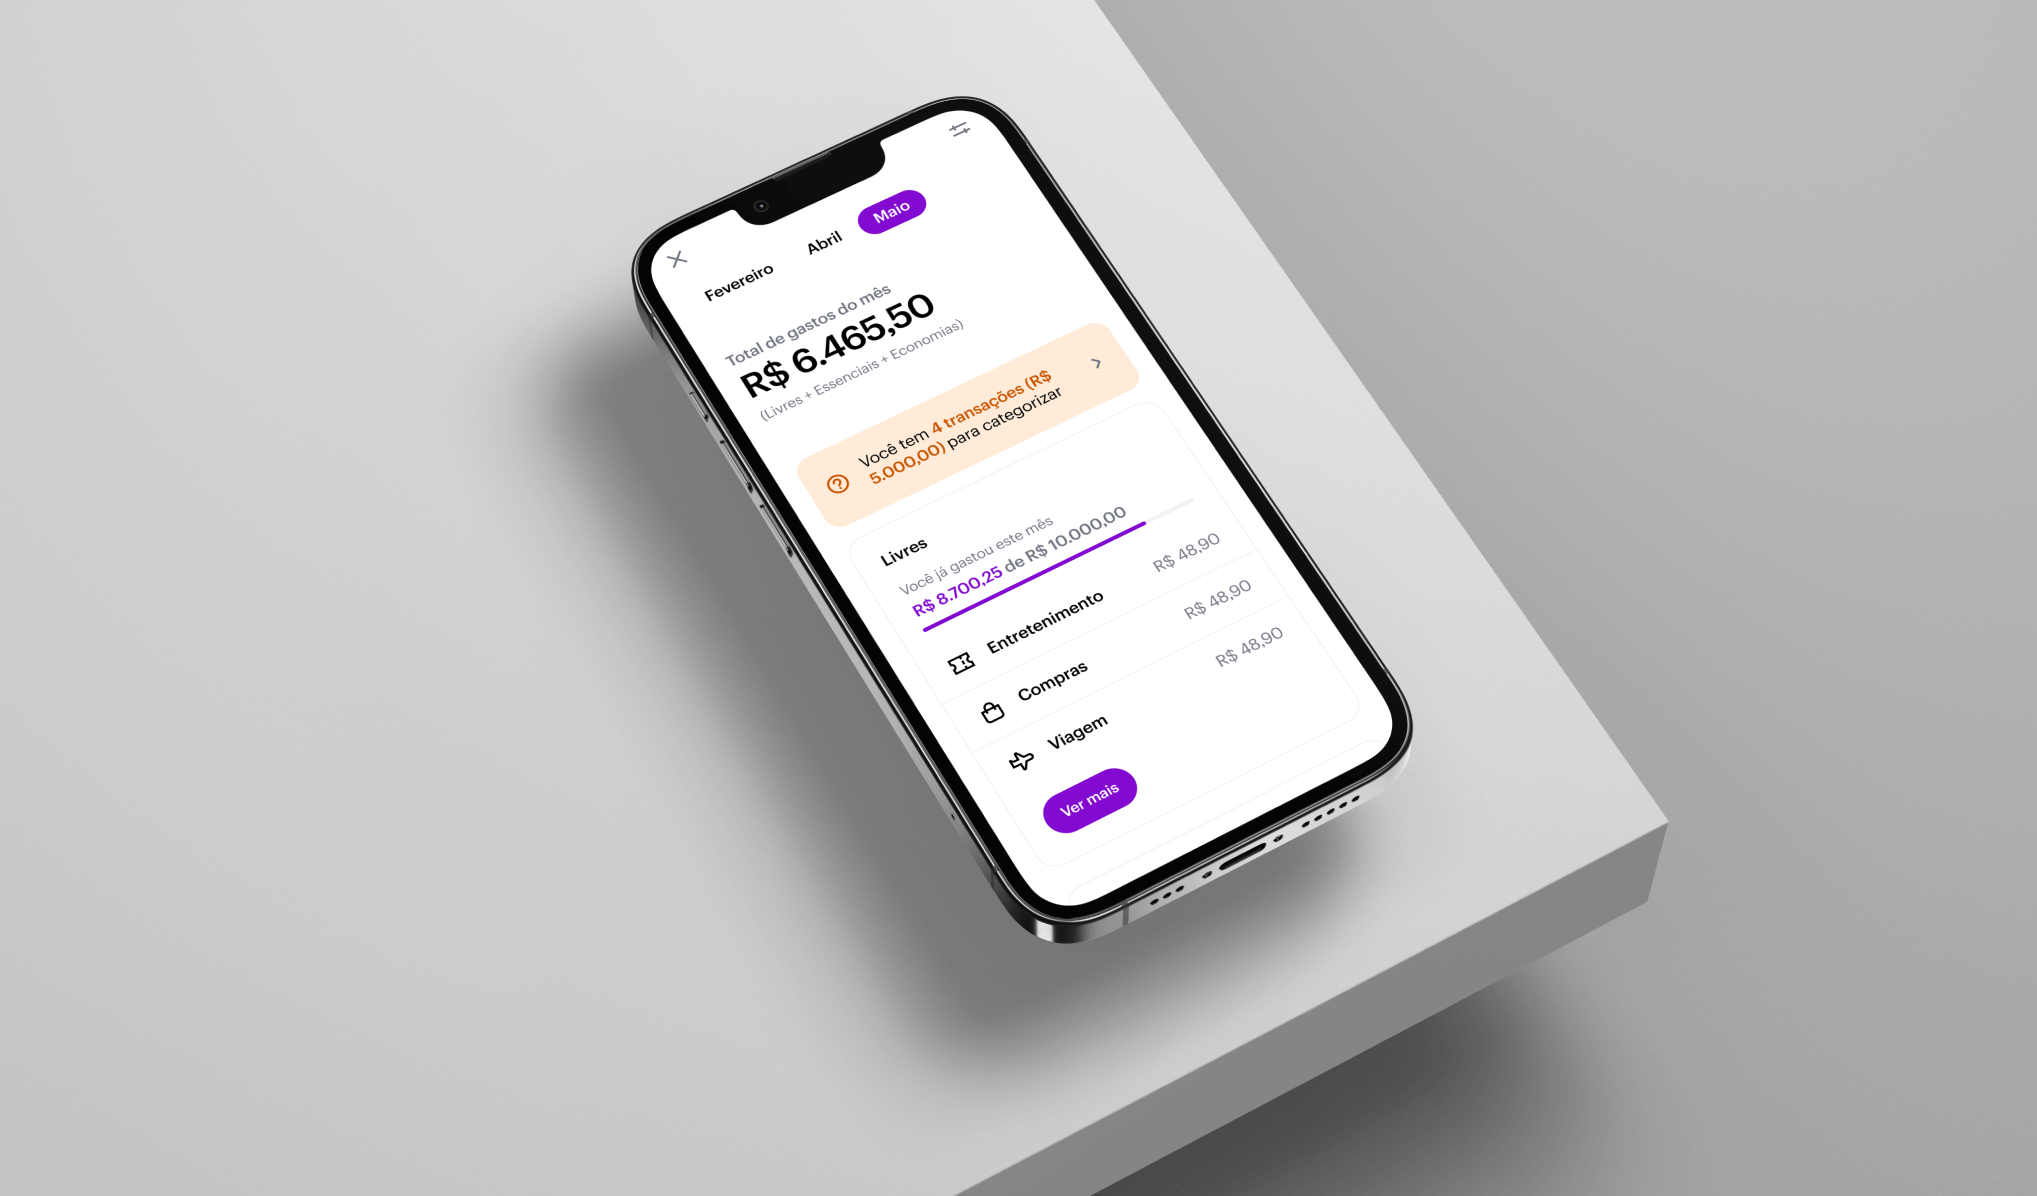 Fevereiro
Abril
Maio
Total de gastos do mês
R$ 6.465,50
(Livres + Essenciais + Economias)
Você tem 4 transações (R$
5.000,00) para categorizar
Livres
Você já gastou este mês
R$ 8.700,25 de R$ 10.000,00
Entretenimento
R$ 48,90
Compras
R$ 48,90
Viagem
R$ 48,90
Ver mais